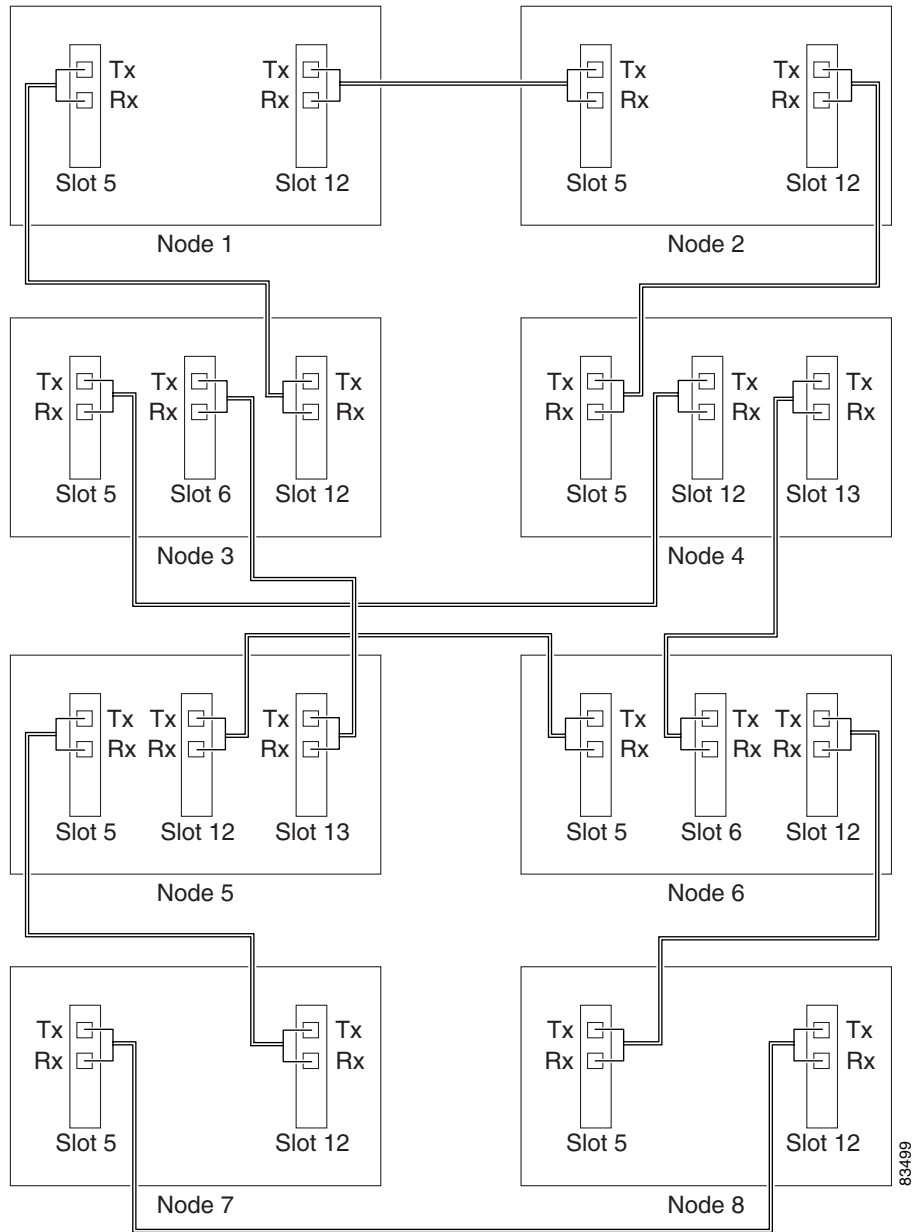 Tx Tx Tx Tx
Rx Rx Rx Rx
Slot 5 Slot 12 Slot 5 Slot 12
Node 1 Node 2
Tx Tx Tx Tx Tx Tx
Rx Rx Rx Rx Rx Rx
Slot 5 Slot 6 Slot 12 Slot 5 Slot 12 Slot 13
Node 3 Node 4
Tx Tx Tx Tx Tx Tx
Rx Rx Rx Rx Rx Rx
Slot 5 Slot 12 Slot 13 Slot 5 Slot 6 Slot 12
Node 5 Node 6
Tx Tx Tx Tx
Rx Rx Rx Rx
Slot 5 Slot 12 Slot 5 Slot 12
Node 7 Node 8
83499